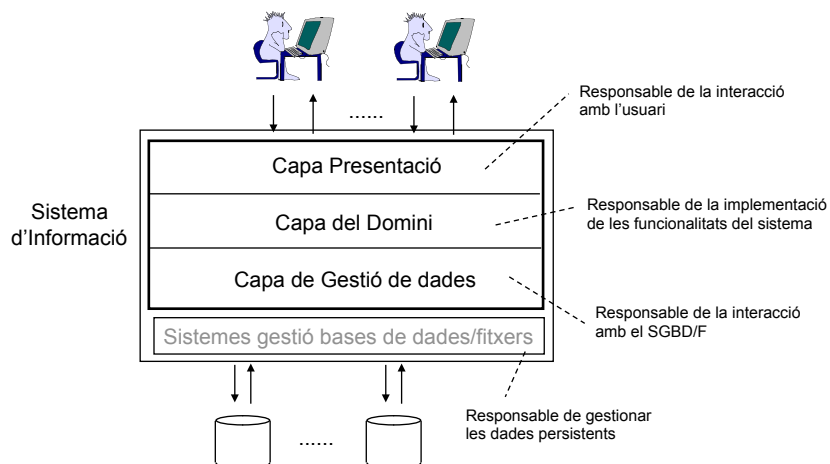 ......
Responsable de la interacció
amb l'usuari
Capa Presentació
Sistema
d'Informació
Capa del Domini
Responsable de la implementació
de les funcionalitats del sistema
Capa de Gestió de dades
Responsable de la interacció
amb el SGBD/F
Sistemes gestió bases de dades/fitxers
Responsable de gestionar
les dades persistents
......